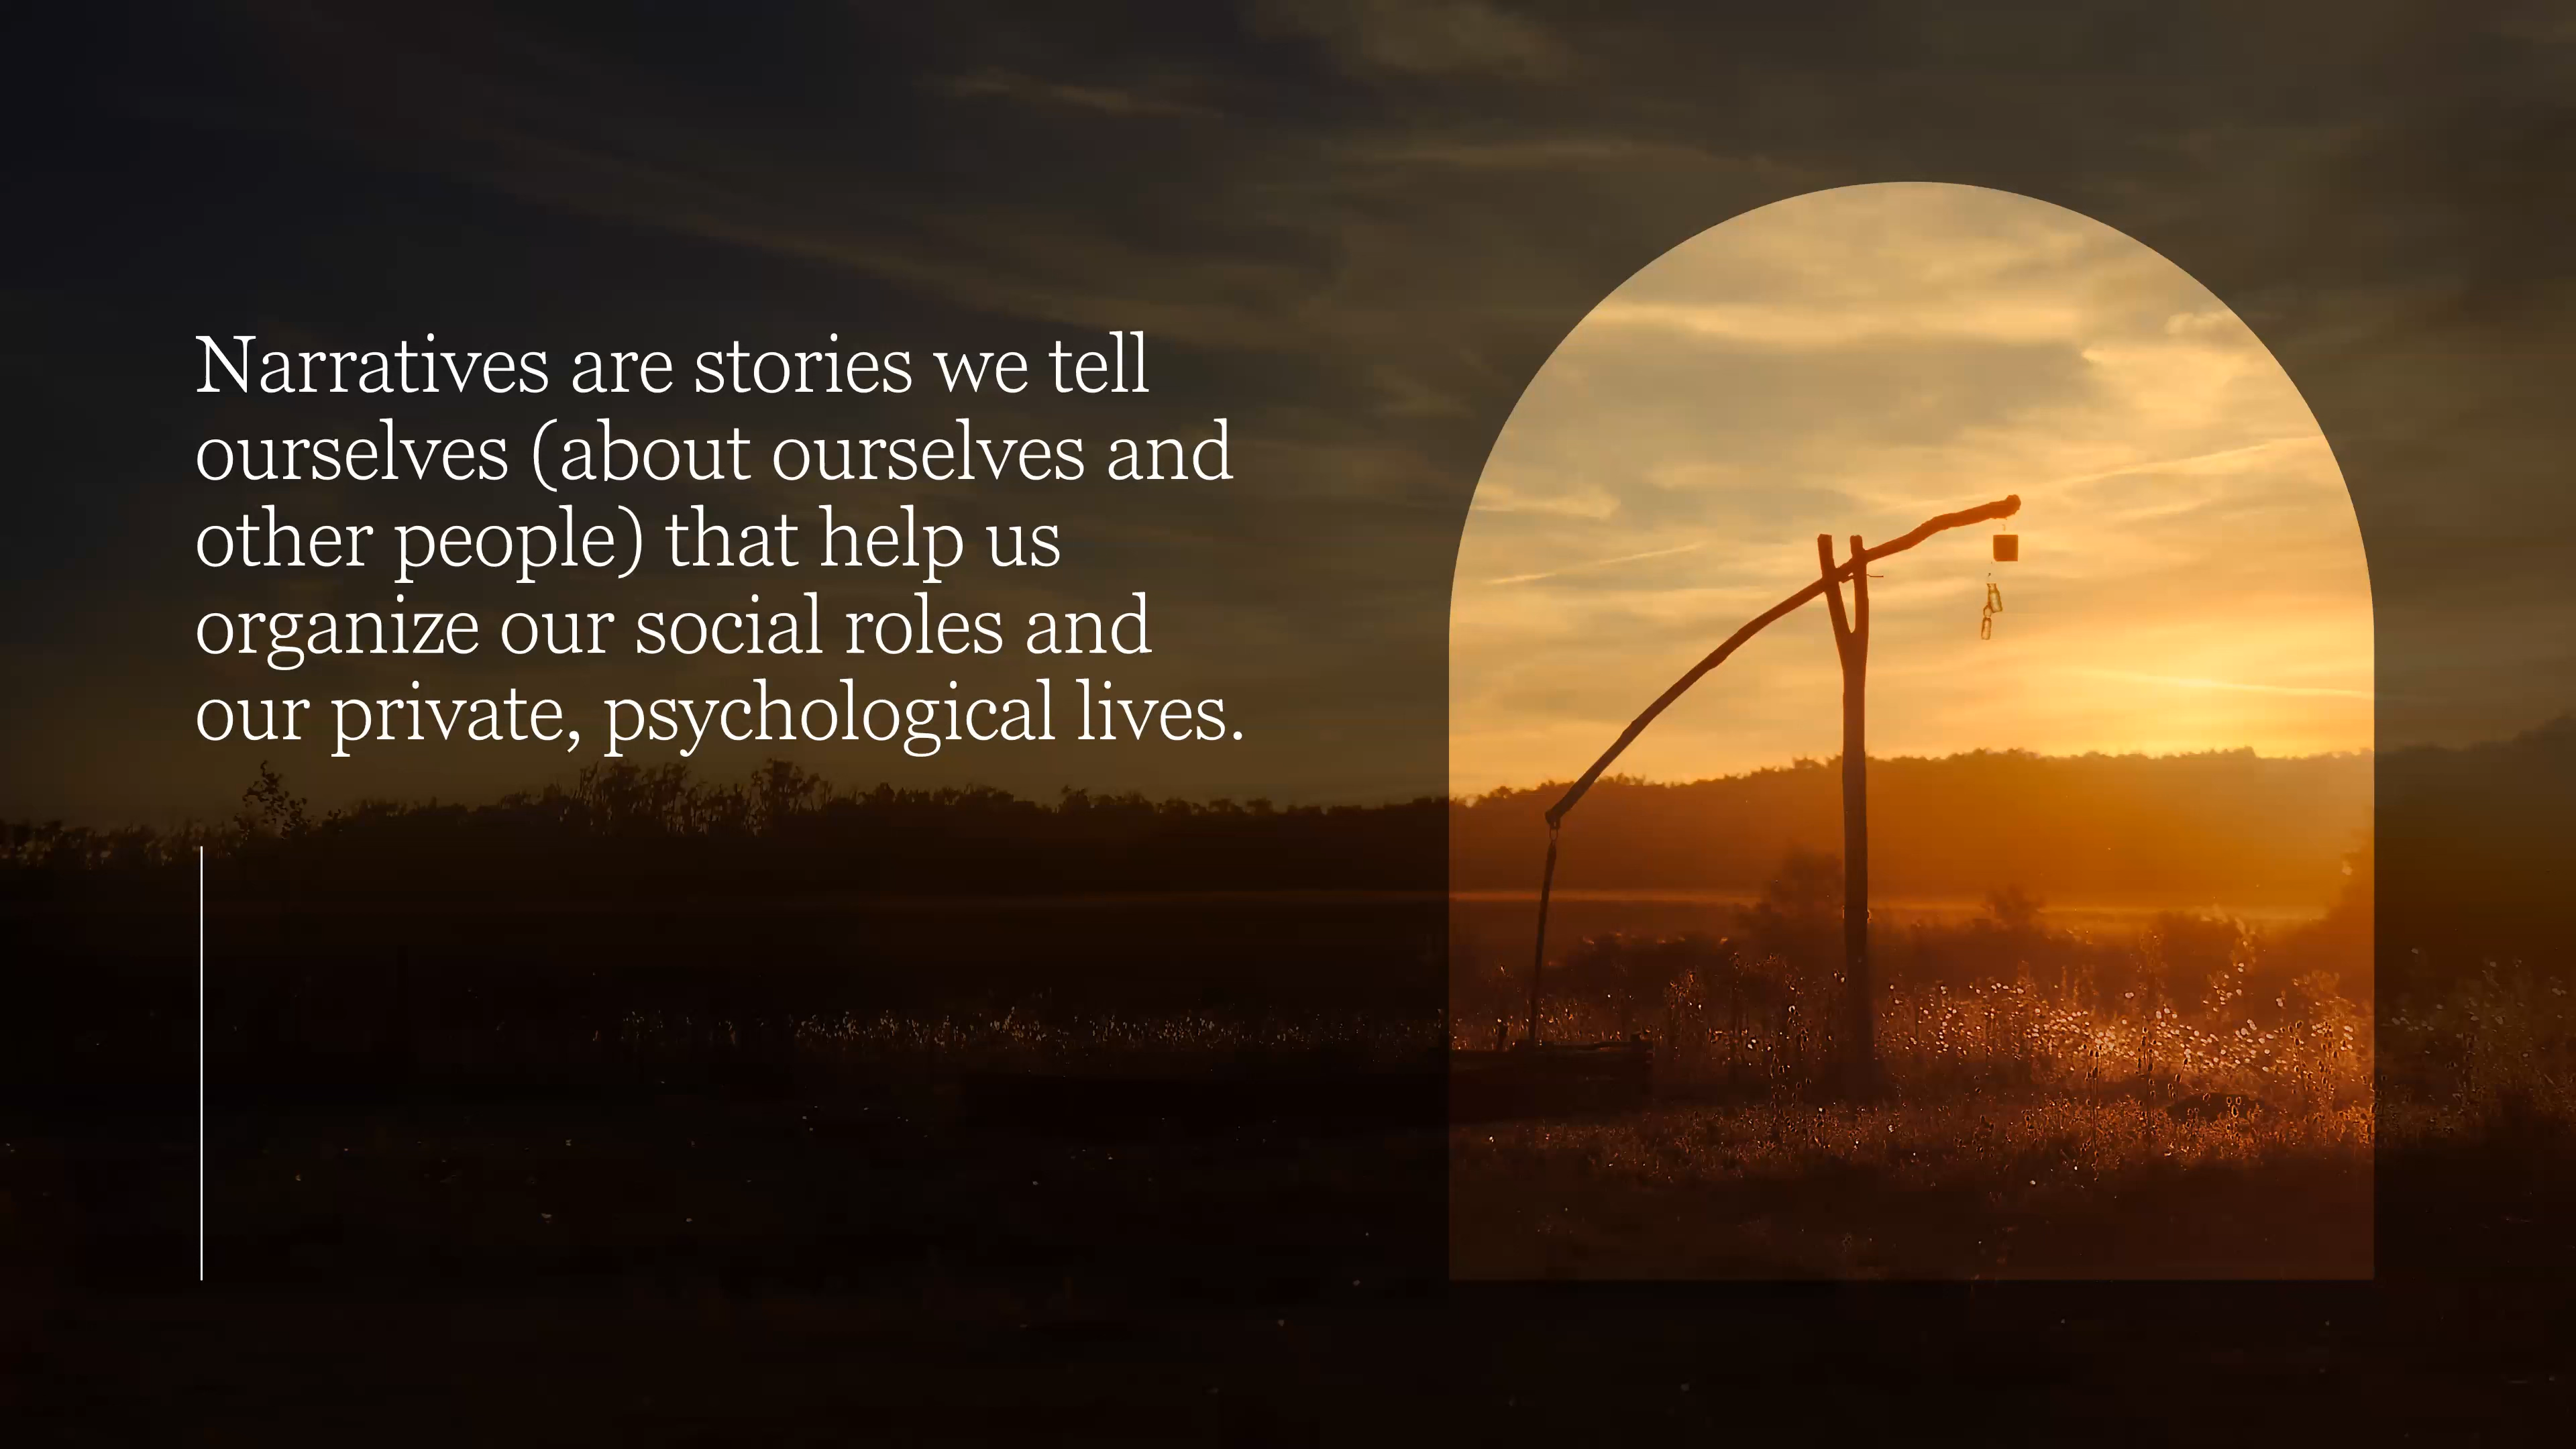 Narratives are stories we tell
ourselves (about ourselves and
other people) that help us
organize our social roles and
our private, psychological lives.